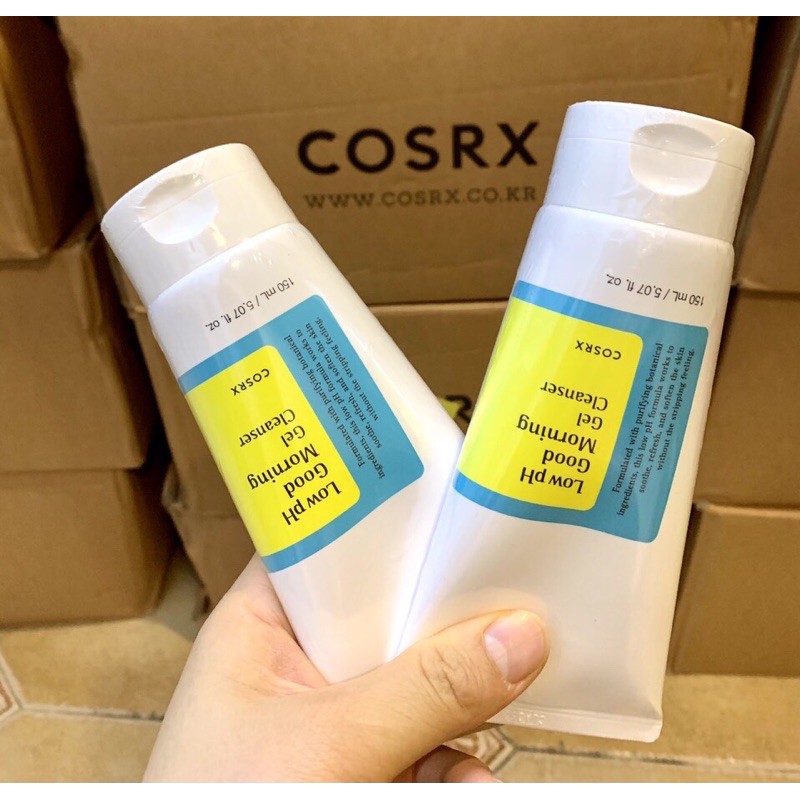 COSRX
WWW.COSRX.CO.KR
150 mL / 5.07 fl. oz.
COSRX
Low pH
Good
Morning
Gel
Cleanser
Formulated with purifying botanical
ingredients, this low pH formula works to
soothe, refresh, and soften the skin
without the stripping feeling.
150 mL / 5.07 fl. oz.
COSRX
Low pH
Good
Morning
Gel
Cleanser
Formulated with purifying botanical
ingredients, this low pH formula works to
soothe, refresh, and soften the skin
without the stripping feeling.